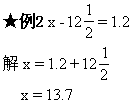 ★例2 x - 12 1/2 = 1.2
解 x = 1.2 + 12 1/2
x = 13.7